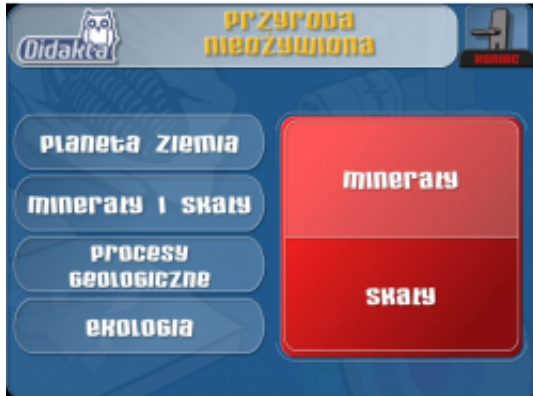 Didakta
PRZYRODA
NIEOŻYWIONA
KONIEC
PLANETA ZIEMIA
MINERAŁY I SKAŁY
PROCESY
GEOLOGICZNE
EKOLOGIA
MINERAŁY
SKAŁY